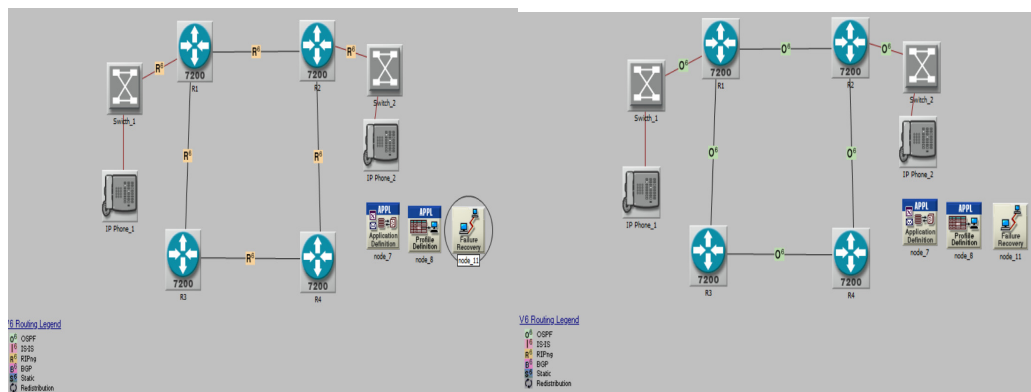 R6
R6
7200
R1
R6
7200
R2
Switch_1
Switch_2
R6
R6
IP Phone_1
IP Phone_2
APPL
Application
Definition
node_7
APPL
Profile
Definition
node_8
Failure
Recovery
node_11
7200
R3
R6
7200
R4
V6 Routing Legend
O6 OSPF
I6 IS-IS
R6 RIPng
B6 BGP
S6 Static
Redistribution
O6
O6
7200
R1
O6
7200
R2
Switch_1
Switch_2
O6
O6
IP Phone_1
IP Phone_2
APPL
Application
Definition
node_7
APPL
Profile
Definition
node_8
Failure
Recovery
node_11
7200
R3
O6
7200
R4
V6 Routing Legend
O6 OSPF
I6 IS-IS
R6 RIPng
B6 BGP
S6 Static
Redistribution